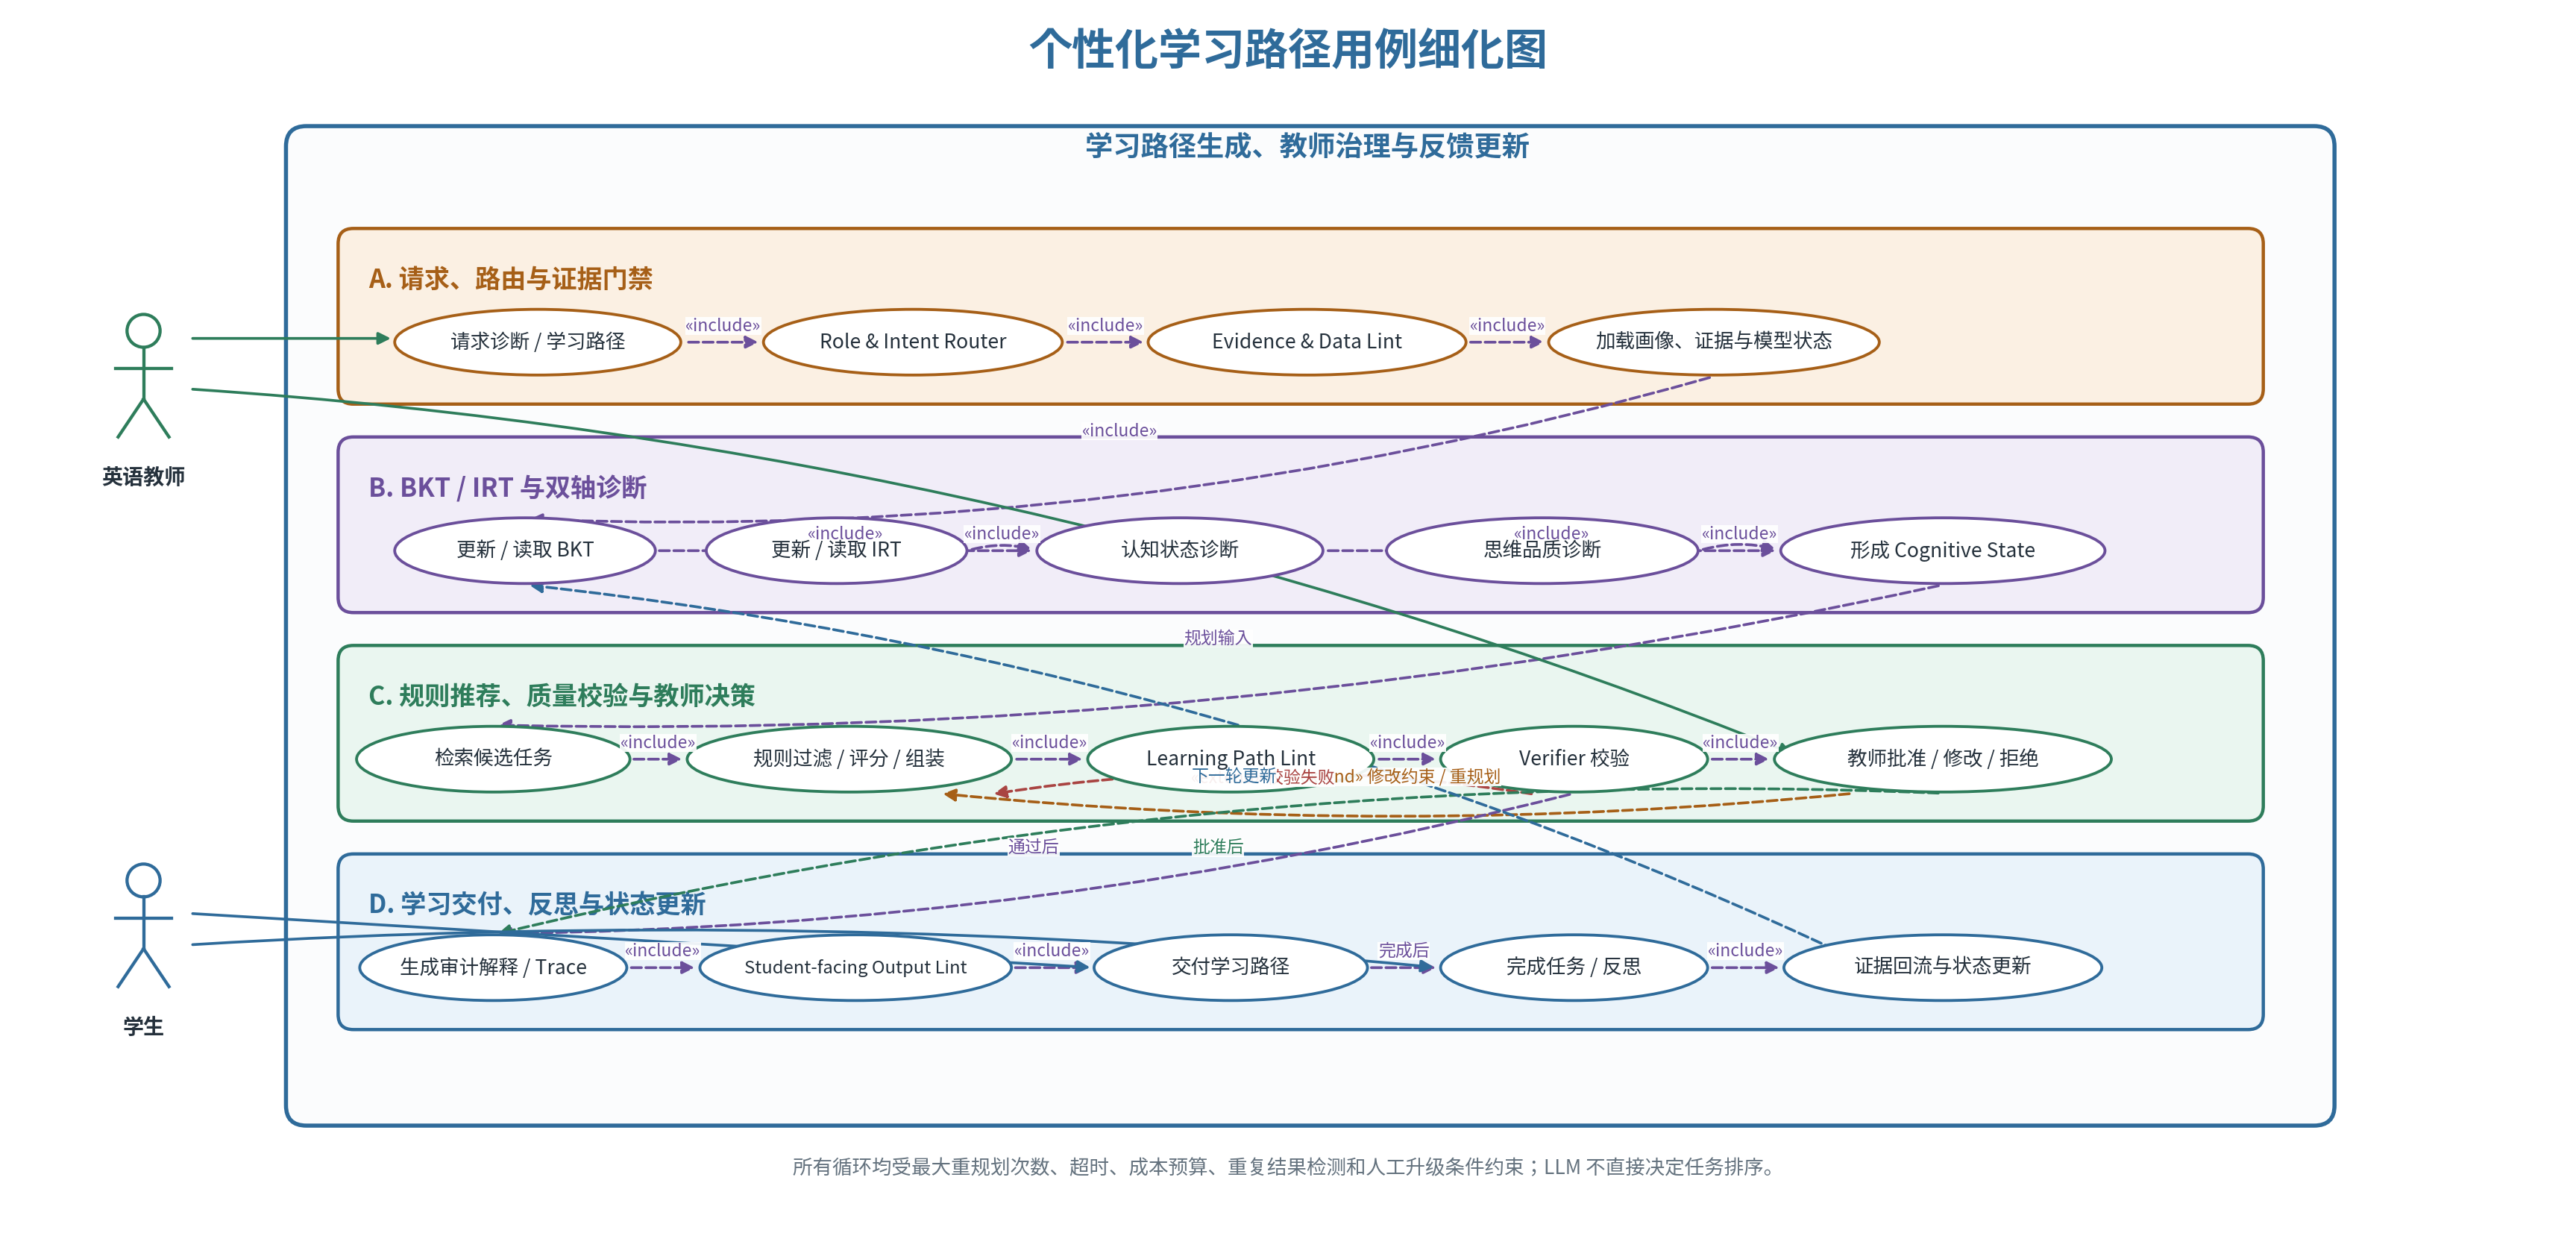 个性化学习路径用例细化图
学习路径生成、教师治理与反馈更新
A. 请求、路由与证据门禁
请求诊断 / 学习路径
«include»
Role & Intent Router
«include»
Evidence & Data Lint
«include»
加载画像、证据与模型状态
英语教师
«include»
B. BKT / IRT 与双轴诊断
更新 / 读取 BKT
«include»
更新 / 读取 IRT
«include»
认知状态诊断
«include»
思维品质诊断
«include»
形成 Cognitive State
规划输入
C. 规则推荐、质量校验与教师决策
检索候选任务
«include»
规则过滤 / 评分 / 组装
«include»
Learning Path Lint
«include»
Verifier 校验
«include»
教师批准 / 修改 / 拒绝
下一轮更新
验失败
nd» 修改约束 / 重规划
通过后
批准后
D. 学习交付、反思与状态更新
生成审计解释 / Trace
«include»
Student-facing Output Lint
«include»
交付学习路径
完成后
完成任务 / 反思
«include»
证据回流与状态更新
学生
所有循环均受最大重规划次数、超时、成本预算、重复结果检测和人工升级条件约束；LLM 不直接决定任务排序。